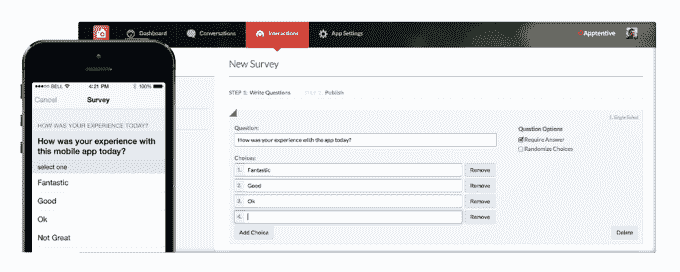 Dashboard
Conversations
Interactions
App Settings
Apptentive
BELL
4:21 PM
100%
Cancel
Survey
HOW WAS YOUR EXPERIENCE TODAY?
How was your experience with
this mobile app today?
select one
Fantastic
Good
Ok
Not Great
New Survey
STEP 1: Write Questions
STEP 2: Publish
1. Single Select
Question:
How was your experience with the app today?
Choices:
1. Fantastic Remove
2. Good Remove
3. Ok Remove
4. Remove
Add Choice
Question Options
Require Answer
Randomize Choices
Delete